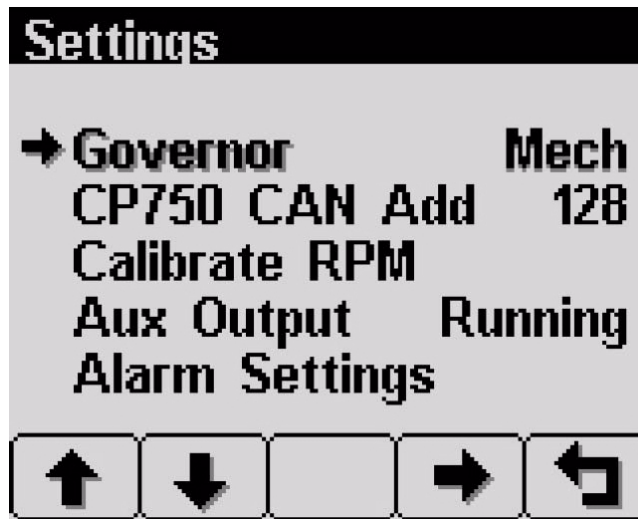 Settings
Governor Mech
CP750 CAN Add 128
Calibrate RPM
Aux Output Running
Alarm Settings